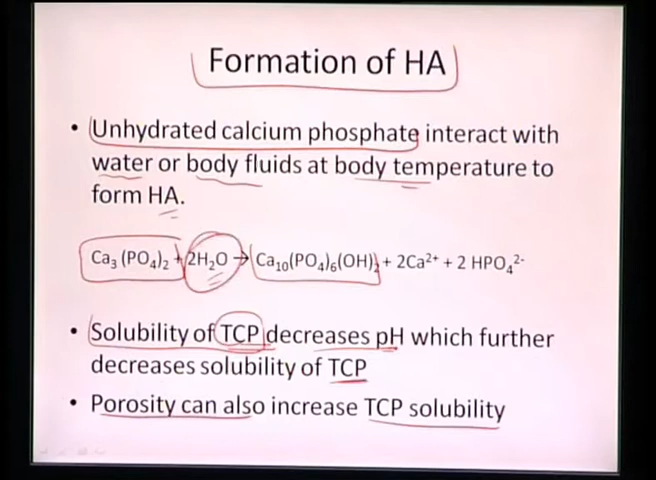 Formation of HA
• Unhydrated calcium phosphate interact with
water or body fluids at body temperature to
form HA.
Ca₃ (PO₄)₂ + 2H₂O → Ca₁₀(PO₄)₆(OH)₂ + 2Ca²⁺ + 2 HPO₄²⁻
• Solubility of TCP decreases pH which further
decreases solubility of TCP
• Porosity can also increase TCP solubility